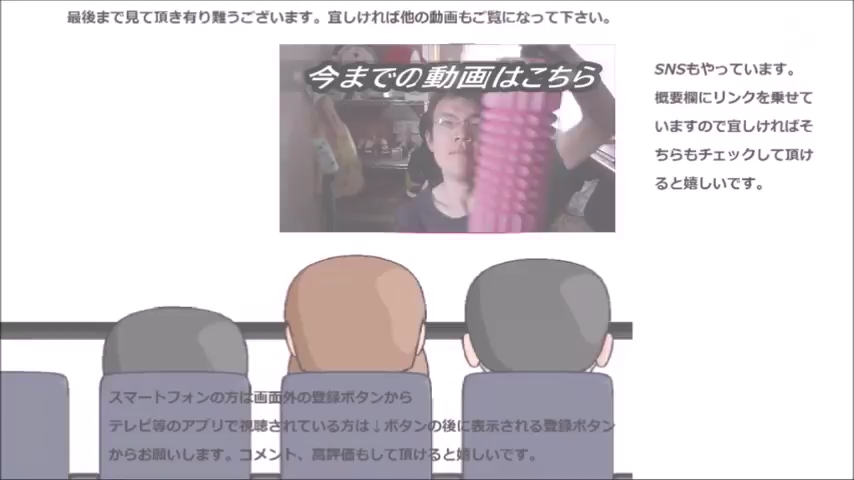 最後まで見て頂き有り難うございます。宜しければ他の動画もご覧になって下さい。
今までの動画はこちら
SNSもやっています。
概要欄にリンクを乗せて
いますので宜しければそ
ちらもチェックして頂け
ると嬉しいです。
スマートフォンの方は画面外の登録ボタンから
テレビ等のアプリで視聴されている方は↓ボタンの後に表示される登録ボタン
からお願いします。コメント、高評価もして頂けると嬉しいです。